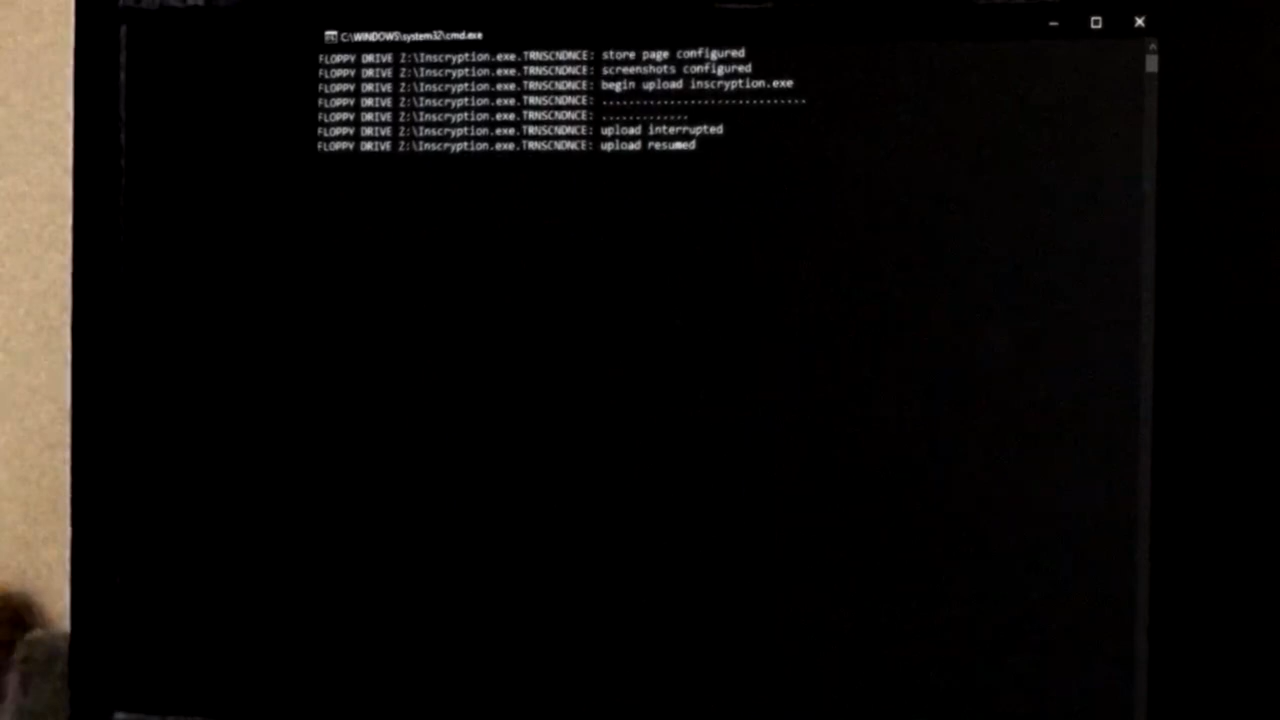 C:\WINDOWS\system32\cmd.exe
FLOPPY DRIVE Z:\Inscryption.exe.TRNSCNDNCE: store page configured
FLOPPY DRIVE Z:\Inscryption.exe.TRNSCNDNCE: screenshots configured
FLOPPY DRIVE Z:\Inscryption.exe.TRNSCNDNCE: begin upload inscryption.exe
FLOPPY DRIVE Z:\Inscryption.exe.TRNSCNDNCE: ..............................
FLOPPY DRIVE Z:\Inscryption.exe.TRNSCNDNCE: .............
FLOPPY DRIVE Z:\Inscryption.exe.TRNSCNDNCE: upload interrupted
FLOPPY DRIVE Z:\Inscryption.exe.TRNSCNDNCE: upload resumed